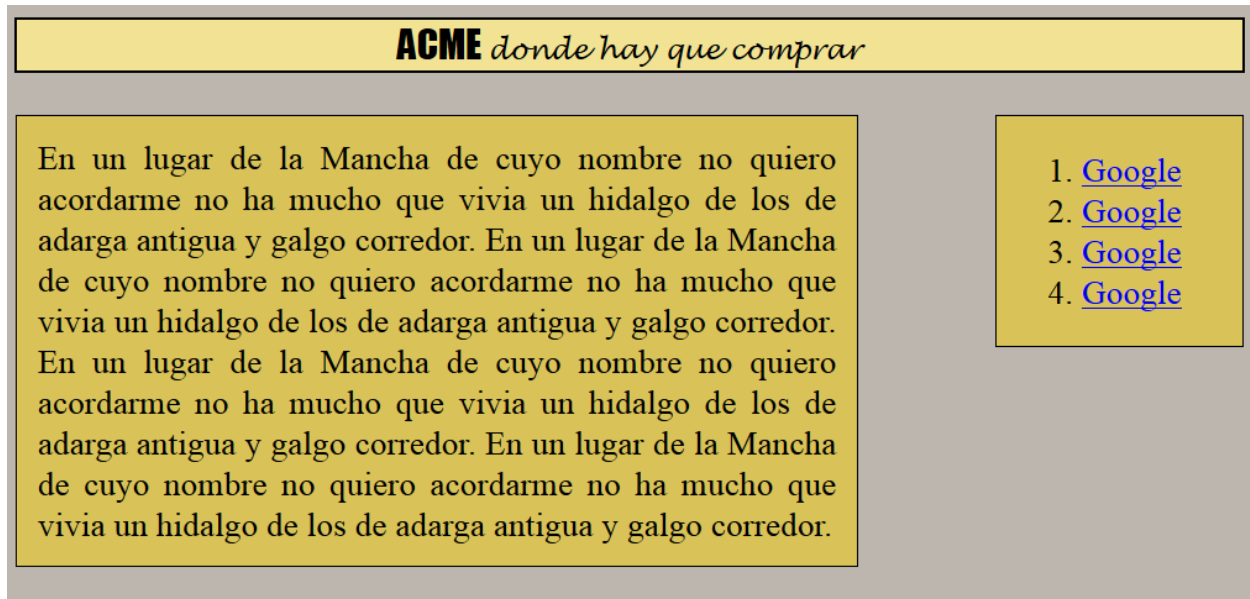 ACME donde hay que comprar
En un lugar de la Mancha de cuyo nombre no quiero
acordarme no ha mucho que vivia un hidalgo de los de
adarga antigua y galgo corredor. En un lugar de la Mancha
de cuyo nombre no quiero acordarme no ha mucho que
vivia un hidalgo de los de adarga antigua y galgo corredor.
En un lugar de la Mancha de cuyo nombre no quiero
acordarme no ha mucho que vivia un hidalgo de los de
adarga antigua y galgo corredor. En un lugar de la Mancha
de cuyo nombre no quiero acordarme no ha mucho que
vivia un hidalgo de los de adarga antigua y galgo corredor.
1. Google
2. Google
3. Google
4. Google